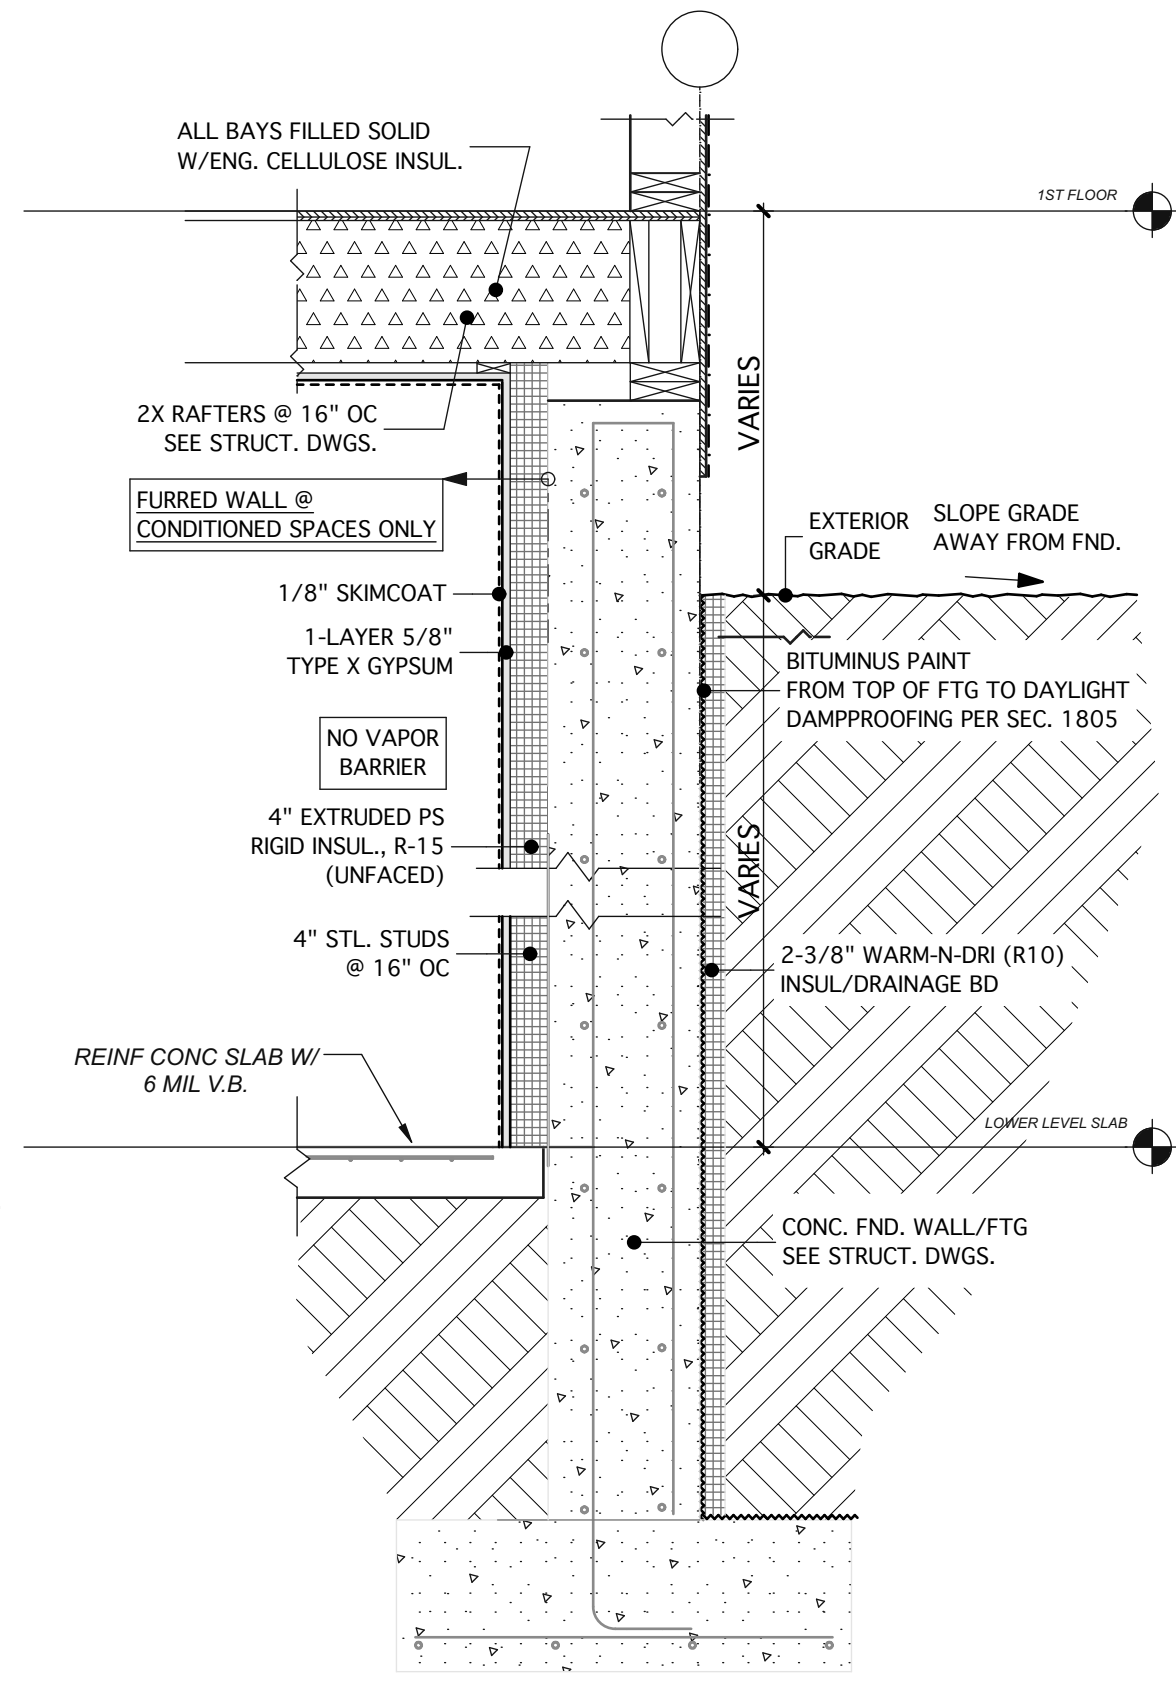 ALL BAYS FILLED SOLID
W/ENG. CELLULOSE INSUL.
1ST FLOOR
2X RAFTERS @ 16" OC
SEE STRUCT. DWGS.
VARIES
FURRED WALL @
CONDITIONED SPACES ONLY
EXTERIOR
GRADE
SLOPE GRADE
AWAY FROM FND.
1/8" SKIMCOAT
1-LAYER 5/8"
TYPE X GYPSUM
BITUMINUS PAINT
FROM TOP OF FTG TO DAYLIGHT
DAMPPROOFING PER SEC. 1805
NO VAPOR
BARRIER
4" EXTRUDED PS
RIGID INSUL., R-15
(UNFACED)
VARIES
4" STL. STUDS
@ 16" OC
2-3/8" WARM-N-DRI (R10)
INSUL/DRAINAGE BD
REINF CONC SLAB W/
6 MIL V.B.
LOWER LEVEL SLAB
CONC. FND. WALL/FTG
SEE STRUCT. DWGS.